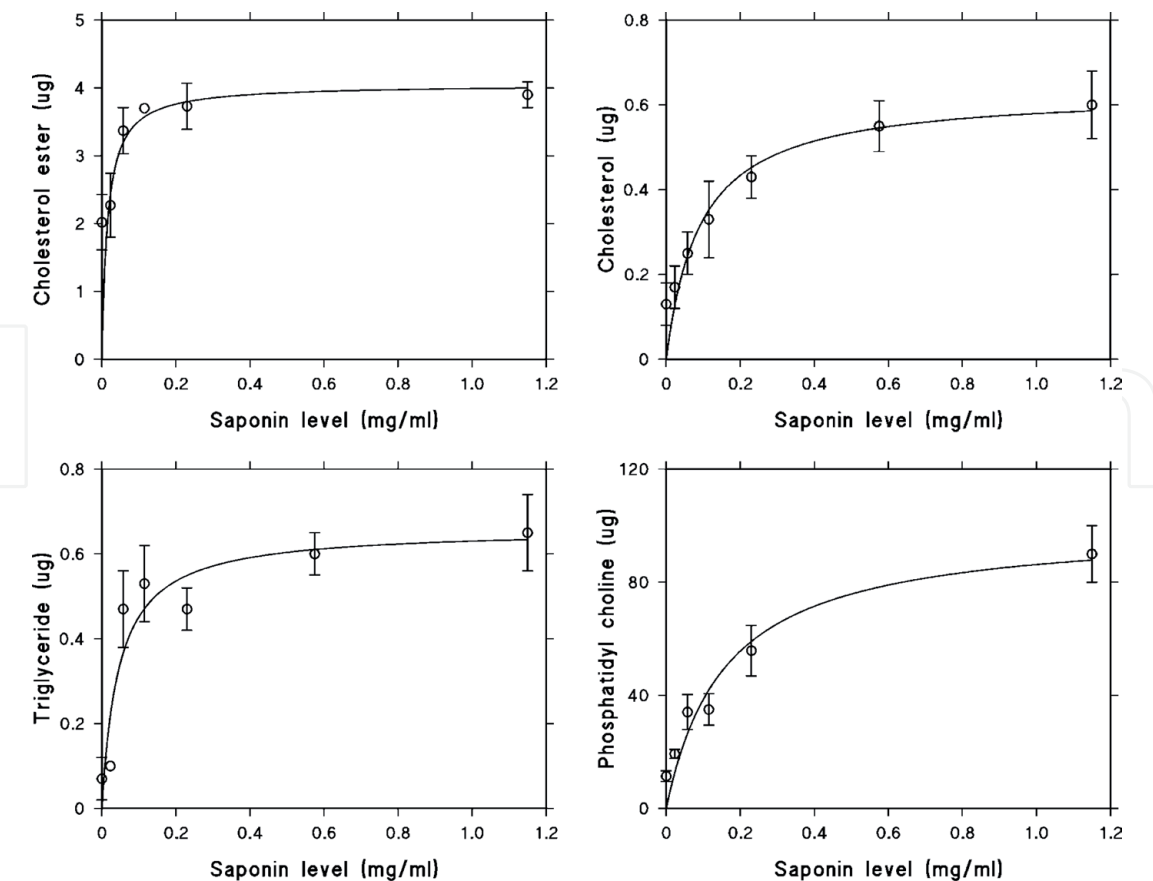 5
4
3
2
1
0
Cholesterol ester (ug)
0 0.2 0.4 0.6 0.8 1.0 1.2
Saponin level (mg/ml)
0.8
0.6
0.4
0.2
0
Cholesterol (ug)
0 0.2 0.4 0.6 0.8 1.0 1.2
Saponin level (mg/ml)
0.8
0.6
0.4
0.2
0
Triglyceride (ug)
0 0.2 0.4 0.6 0.8 1.0 1.2
Saponin level (mg/ml)
120
80
40
0
Phosphatidyl choline (ug)
0 0.2 0.4 0.6 0.8 1.0 1.2
Saponin level (mg/ml)